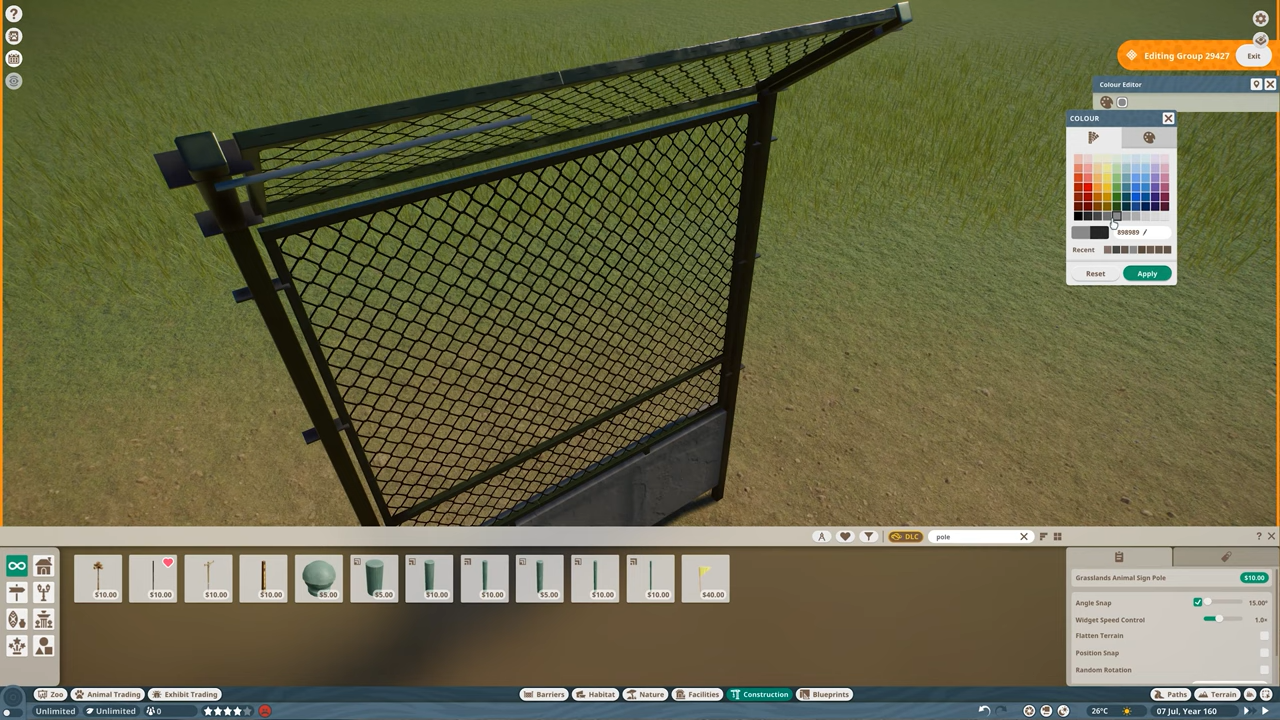 ?
Editing Group 29427 Exit
Colour Editor
COLOUR
898989
Recent
Reset Apply
DLC pole ?
$10.00 $10.00 $10.00 $10.00 $5.00 $5.00 $10.00 $10.00 $5.00 $10.00 $10.00 $40.00
Grasslands Animal Sign Pole $10.00
Angle Snap 15.00°
Widget Speed Control 1.0×
Flatten Terrain
Position Snap
Random Rotation
Zoo Animal Trading Exhibit Trading Barriers Habitat Nature Facilities Construction Blueprints Paths Terrain
Unlimited Unlimited 0 26°C 07 Jul, Year 160